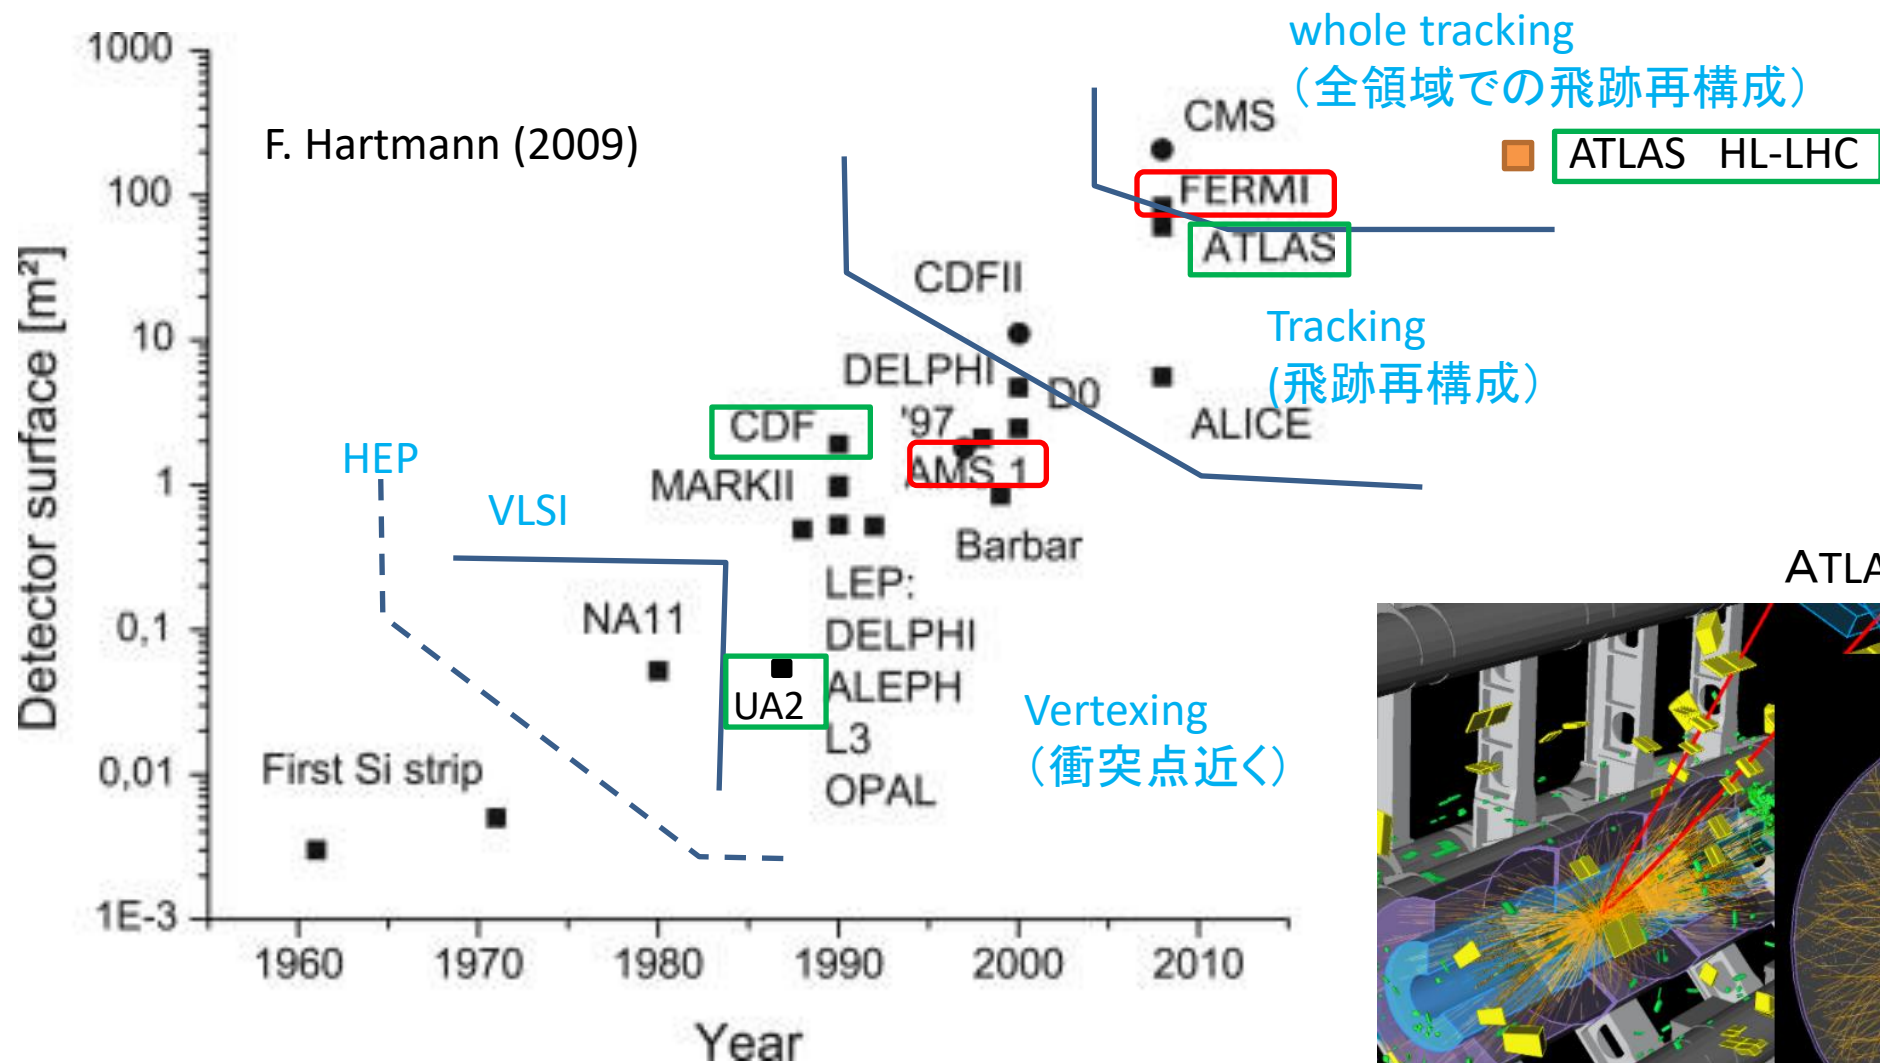 whole tracking
（全領域での飛跡再構成）
1000
CMS
F. Hartmann (2009)
ATLAS HL-LHC
100
FERMI
ATLAS
CDFII
10
Tracking
(飛跡再構成）
DELPHI
'97
D0
CDF
ALICE
HEP
AMS 1
1
MARKII
VLSI
Barbar
ATLA
LEP:
NA11
0,1
DELPHI
ALEPH
UA2
Vertexing
（衝突点近く）
L3
First Si strip
0,01
OPAL
1E-3
1960
1970
1980
1990
2000
2010
Year
Detector surface [m²]